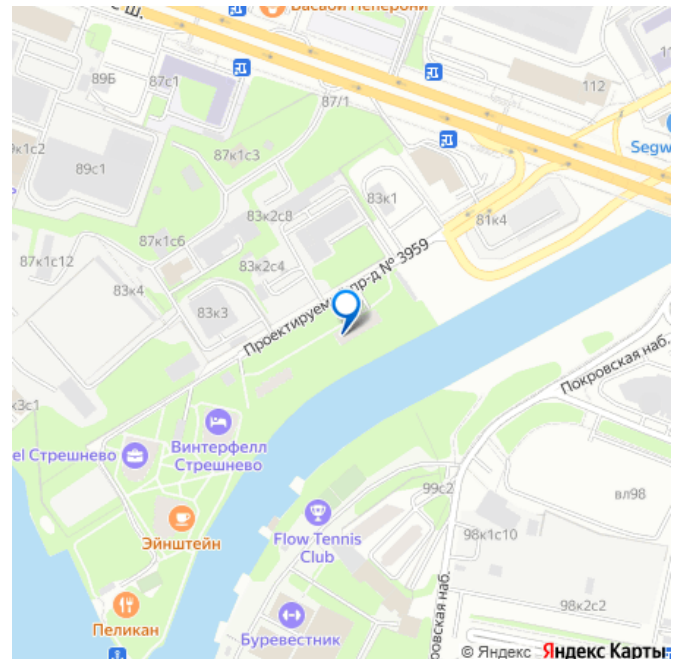 Васаби Пеперони
Ш.
89Б
87с1
112
87/1
Segw
87к1с3
89с1
83к1
83к2с8
81к4
87к1с6
87к1с12
83к2с4
83к4
83к3
Проектируемый пр-д № 3959
Покровская наб.
Винтерфелл
Стрешнево
el Стрешнево
99с2
вл98
Flow Tennis
Club
98к1с10
Эйнштейн
98к2с2
Пеликан
Буревестник
ровская наб.
© Яндекс Яндекс Карты